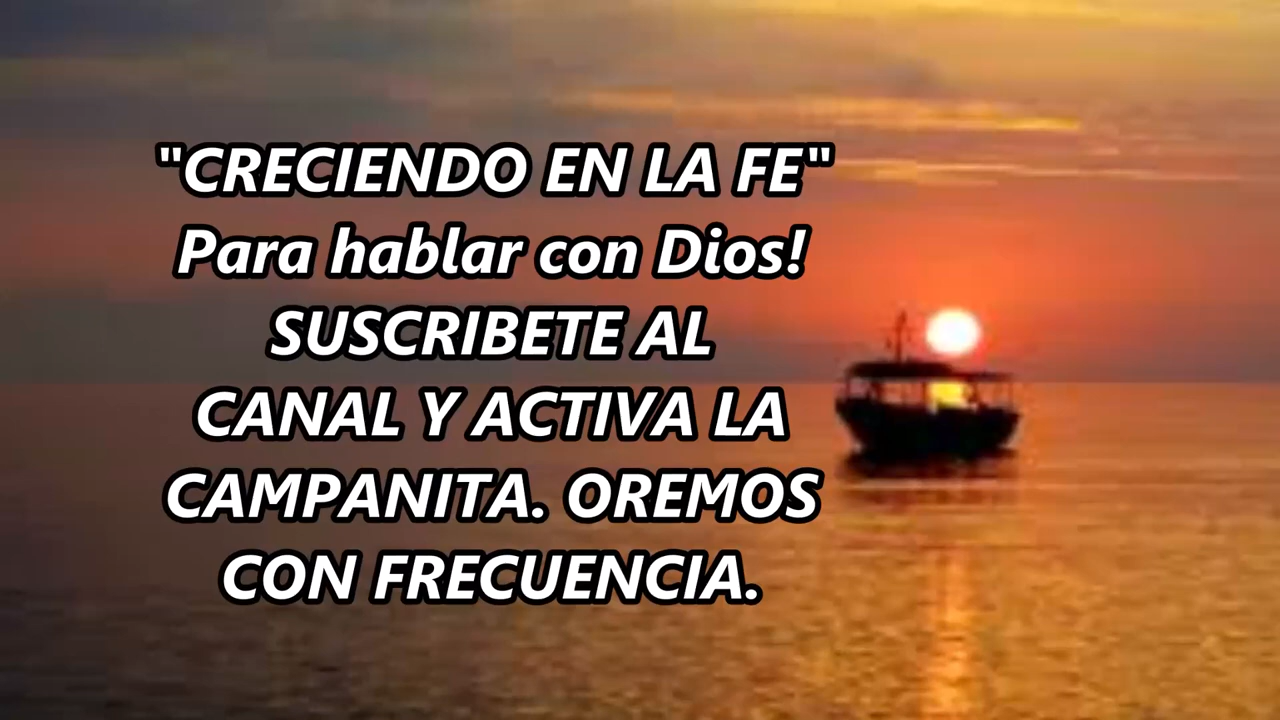 "CRECIENDO EN LA FE"
Para hablar con Dios!
SUSCRIBETE AL
CANAL Y ACTIVA LA
CAMPANITA. OREMOS
CON FRECUENCIA.